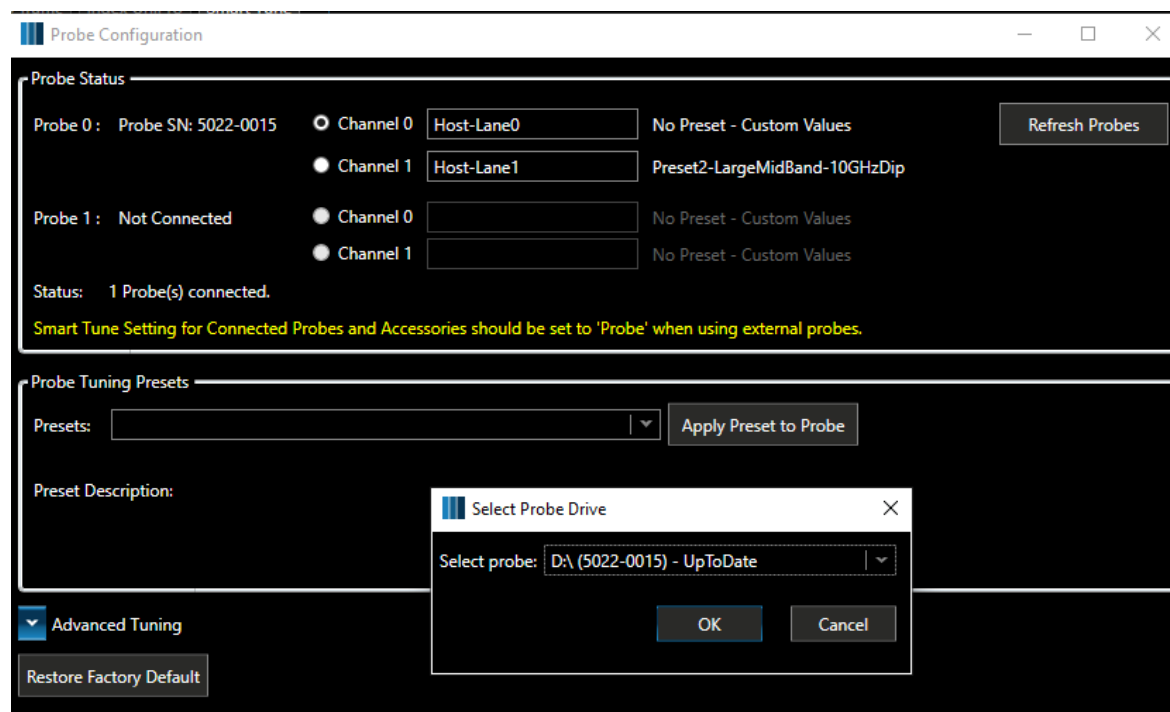 Probe Configuration
Probe Status
Probe 0 : Probe SN: 5022-0015 Channel 0 Host-Lane0 No Preset - Custom Values Refresh Probes
Channel 1 Host-Lane1 Preset2-LargeMidBand-10GHzDip
Probe 1 : Not Connected Channel 0 No Preset - Custom Values
Channel 1 No Preset - Custom Values
Status: 1 Probe(s) connected.
Smart Tune Setting for Connected Probes and Accessories should be set to 'Probe' when using external probes.
Probe Tuning Presets
Presets: Apply Preset to Probe
Preset Description:
Select Probe Drive
Select probe: D:\ (5022-0015) - UpToDate
OK Cancel
Advanced Tuning
Restore Factory Default